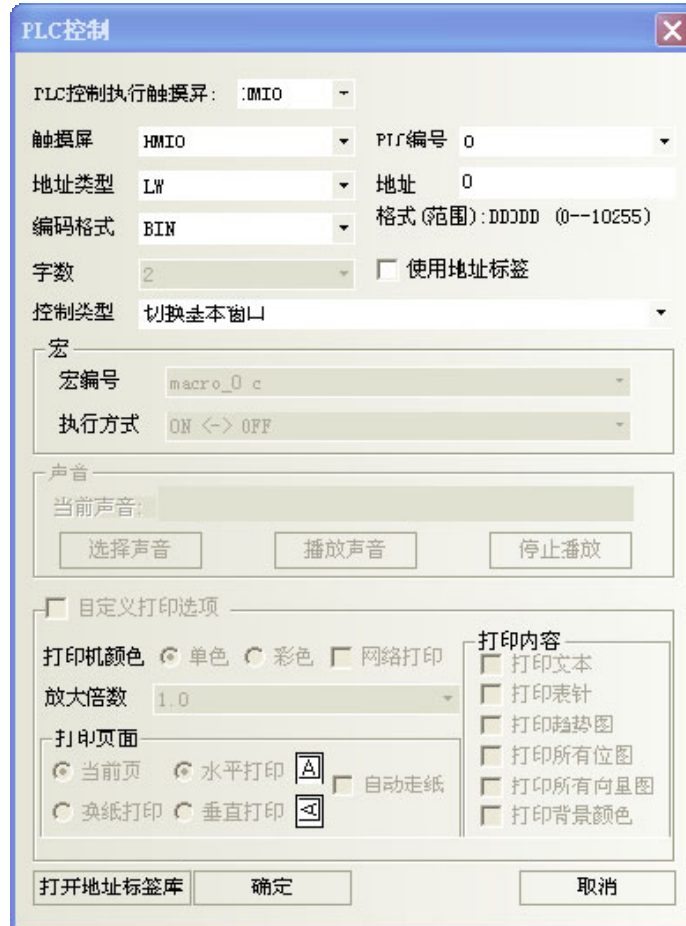 PLC控制
PLC控制执行触摸屏: HMI0
触摸屏 HMI0 PLC编号 0
地址类型 LW 地址 0
编码格式 BIN 格式(范围):DDDDD (0--10255)
字数 2 使用地址标签
控制类型 切换基本窗口
宏
宏编号 macro_0 c
执行方式 ON <-> OFF
声音
当前声音:
选择声音 播放声音 停止播放
自定义打印选项
打印机颜色 单色 彩色 网络打印
放大倍数 1.0
打印页面
当前页 水平打印 A 自动走纸
换纸打印 垂直打印 A
打印内容
打印文本
打印表针
打印趋势图
打印所有位图
打印所有向量图
打印背景颜色
打开地址标签库 确定 取消